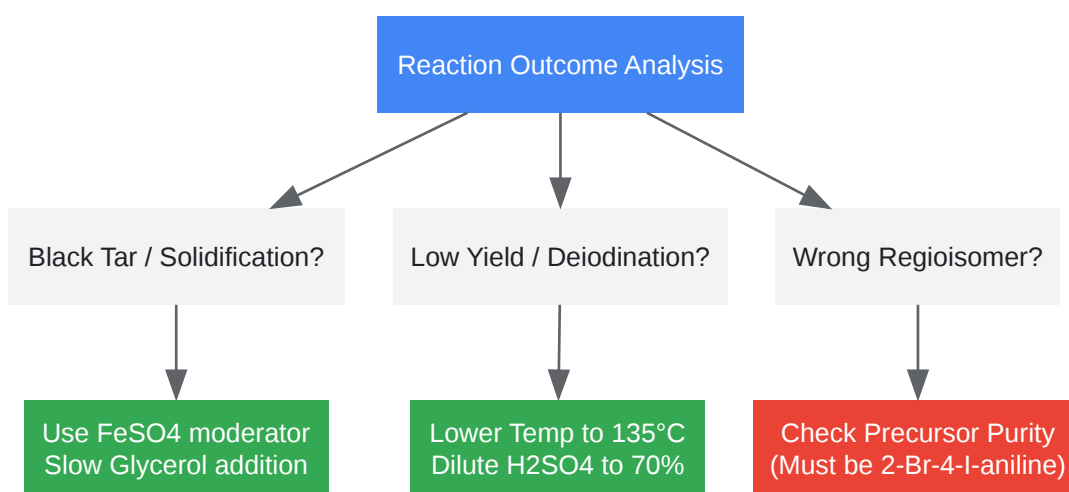 Reaction Outcome Analysis
Black Tar / Solidification?
Low Yield / Deiodination?
Wrong Regioisomer?
Use FeSO4 moderator
Slow Glycerol addition
Lower Temp to 135°C
Dilute H2SO4 to 70%
Check Precursor Purity
(Must be 2-Br-4-I-aniline)